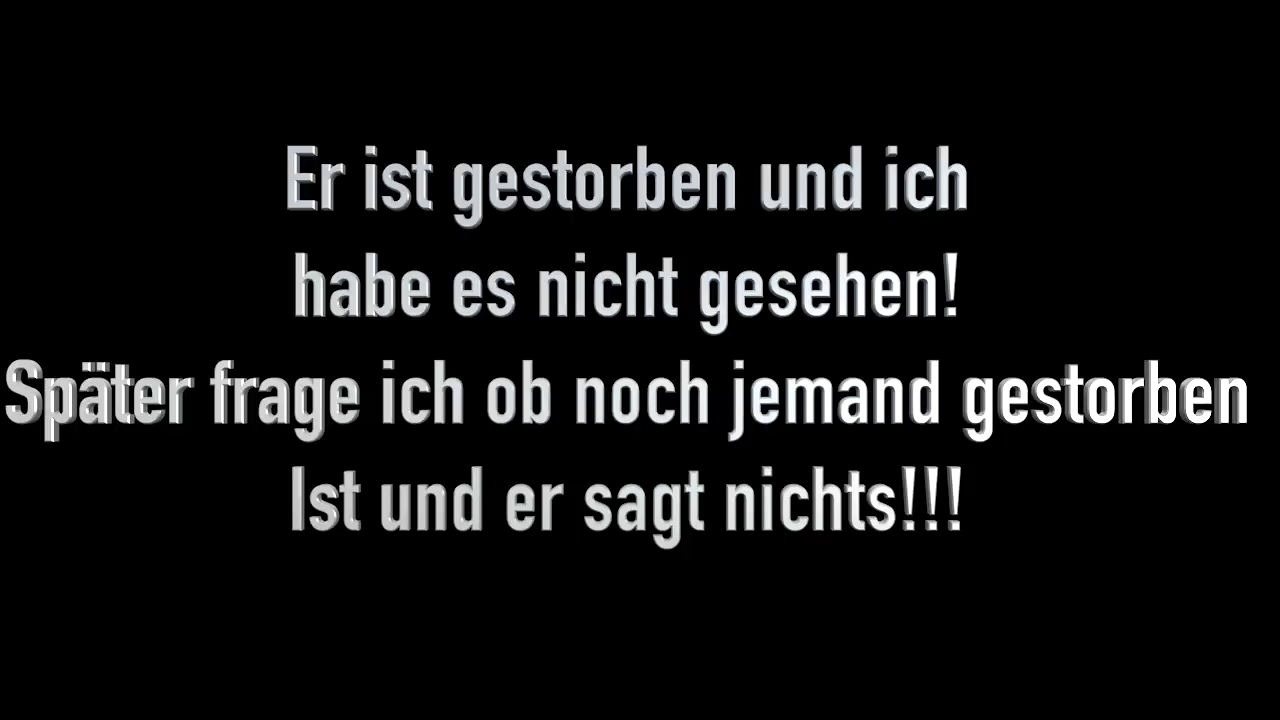 Er ist gestorben und ich
habe es nicht gesehen!
Später frage ich ob noch jemand gestorben
Ist und er sagt nichts!!!